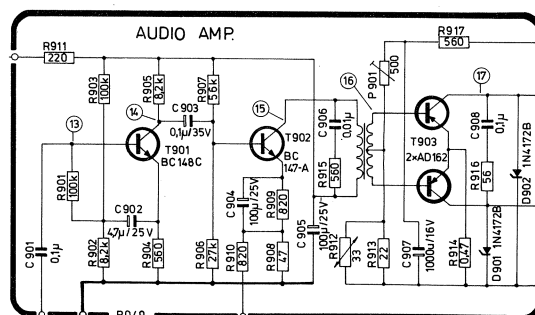 AUDIO AMP.
R911
220
R903
100k
R905
8,2k
R907
56k
C903
0,1µ/35V
R917
560
P901
500
13
14
15
16
17
T901
BC148C
T902
BC
147-A
C906
0,01µ
R915
560
T903
2×AD162
C908
0,1µ
R916
56
1N4172B
D902
R901
100k
C902
4,7µ/25V
C904
100µ/25V
R909
820
C905
100µ/25V
C901
0,1µ
R902
8,2k
R904
560
R906
27k
R910
820
R908
47
R912
33
R913
22
C907
1000µ/16V
R914
0,47
D901
1N4172B